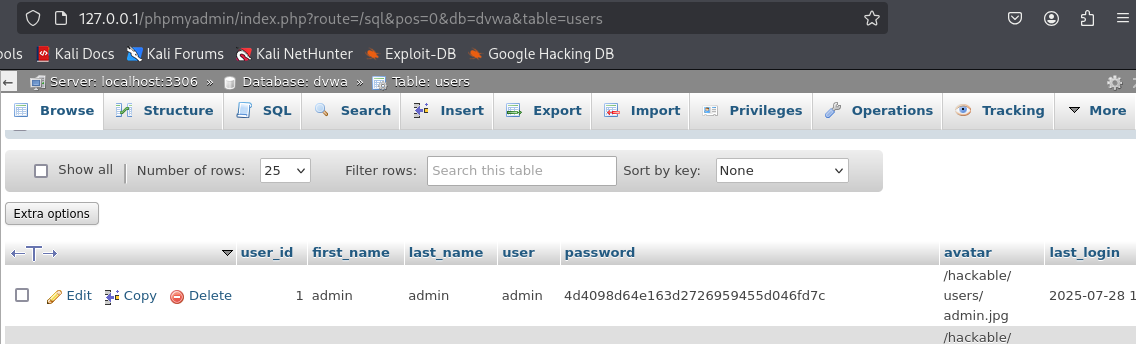 127.0.0.1/phpmyadmin/index.php?route=/sql&pos=0&db=dvwa&table=users
ools Kali Docs Kali Forums Kali NetHunter Exploit-DB Google Hacking DB
Server: localhost:3306 » Database: dvwa » Table: users
Browse Structure SQL Search Insert Export Import Privileges Operations Tracking More
Show all Number of rows: 25 Filter rows: Search this table Sort by key: None
Extra options
user_id first_name last_name user password avatar last_login
Edit Copy Delete 1 admin admin admin 4d4098d64e163d2726959455d046fd7c /hackable/users/admin.jpg 2025-07-28 1
/hackable/